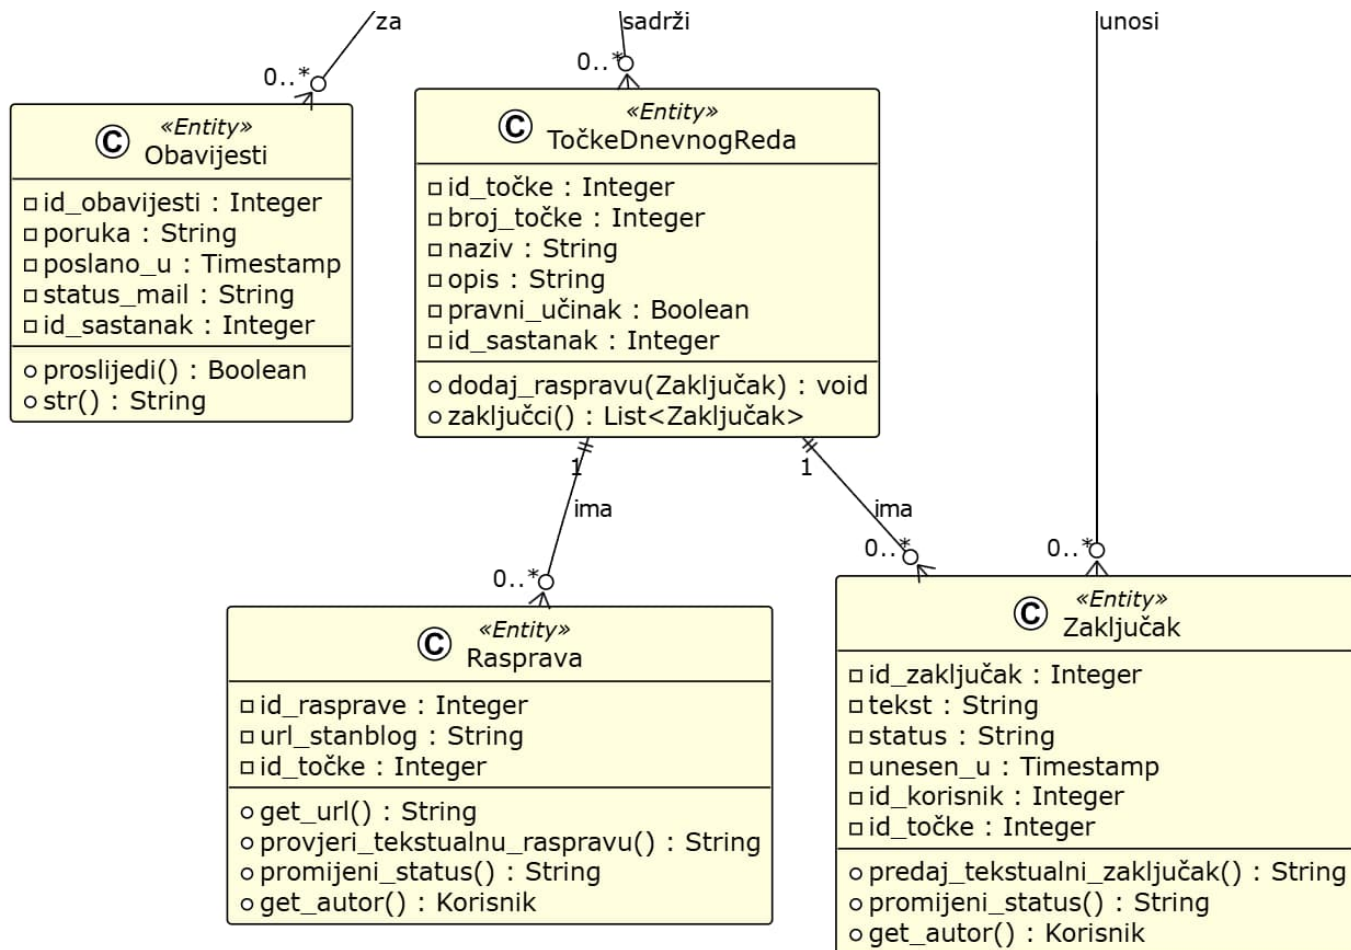 za
sadrži
unosi
0..*
0..*
C
«Entity»
Obavijesti
id_obavijesti : Integer
poruka : String
poslano_u : Timestamp
status_mail : String
id_sastanak : Integer
proslijedi() : Boolean
str() : String
C
«Entity»
TočkeDnevnogReda
id_točke : Integer
broj_točke : Integer
naziv : String
opis : String
pravni_učinak : Boolean
id_sastanak : Integer
dodaj_raspravu(Zaključak) : void
zaključci() : List<Zaključak>
1
1
ima
ima
0..*
0..*
0..*
C
«Entity»
Rasprava
id_rasprave : Integer
url_stanblog : String
id_točke : Integer
get_url() : String
provjeri_tekstualnu_raspravu() : String
promijeni_status() : String
get_autor() : Korisnik
C
«Entity»
Zaključak
id_zaključak : Integer
tekst : String
status : String
unesen_u : Timestamp
id_korisnik : Integer
id_točke : Integer
predaj_tekstualni_zaključak() : String
promijeni_status() : String
get_autor() : Korisnik